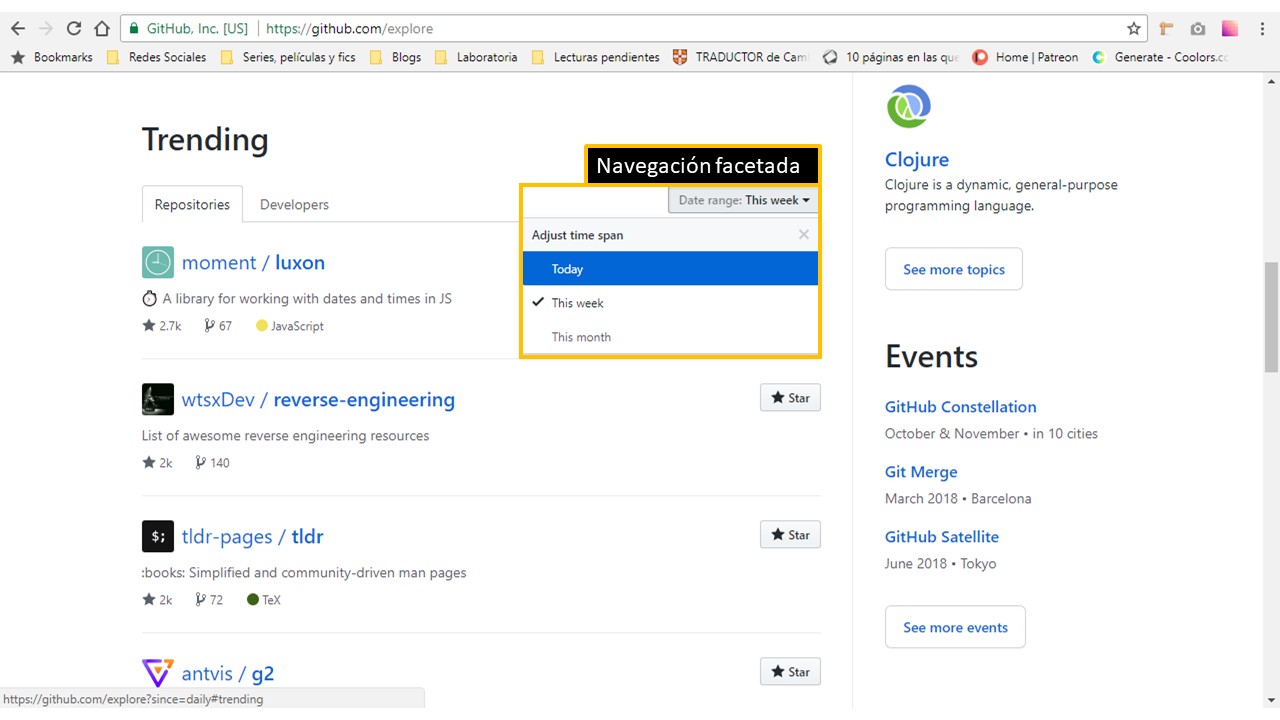 GitHub, Inc. [US] https://github.com/explore
Bookmarks Redes Sociales Series, películas y fics Blogs Laboratoria Lecturas pendientes TRADUCTOR de Cam 10 páginas en las que Home | Patreon Generate - Coolors.co
Trending
Navegación facetada
Repositories Developers
Date range: This week
Adjust time span
Today
This week
This month
moment / luxon
A library for working with dates and times in JS
2.7k 67 JavaScript
wtsxDev / reverse-engineering
Star
List of awesome reverse engineering resources
2k 140
$; tldr-pages / tldr
Star
:books: Simplified and community-driven man pages
2k 72 TeX
antvis / g2
Star
https://github.com/explore?since=daily#trending
Clojure
Clojure is a dynamic, general-purpose
programming language.
See more topics
Events
GitHub Constellation
October & November • in 10 cities
Git Merge
March 2018 • Barcelona
GitHub Satellite
June 2018 • Tokyo
See more events